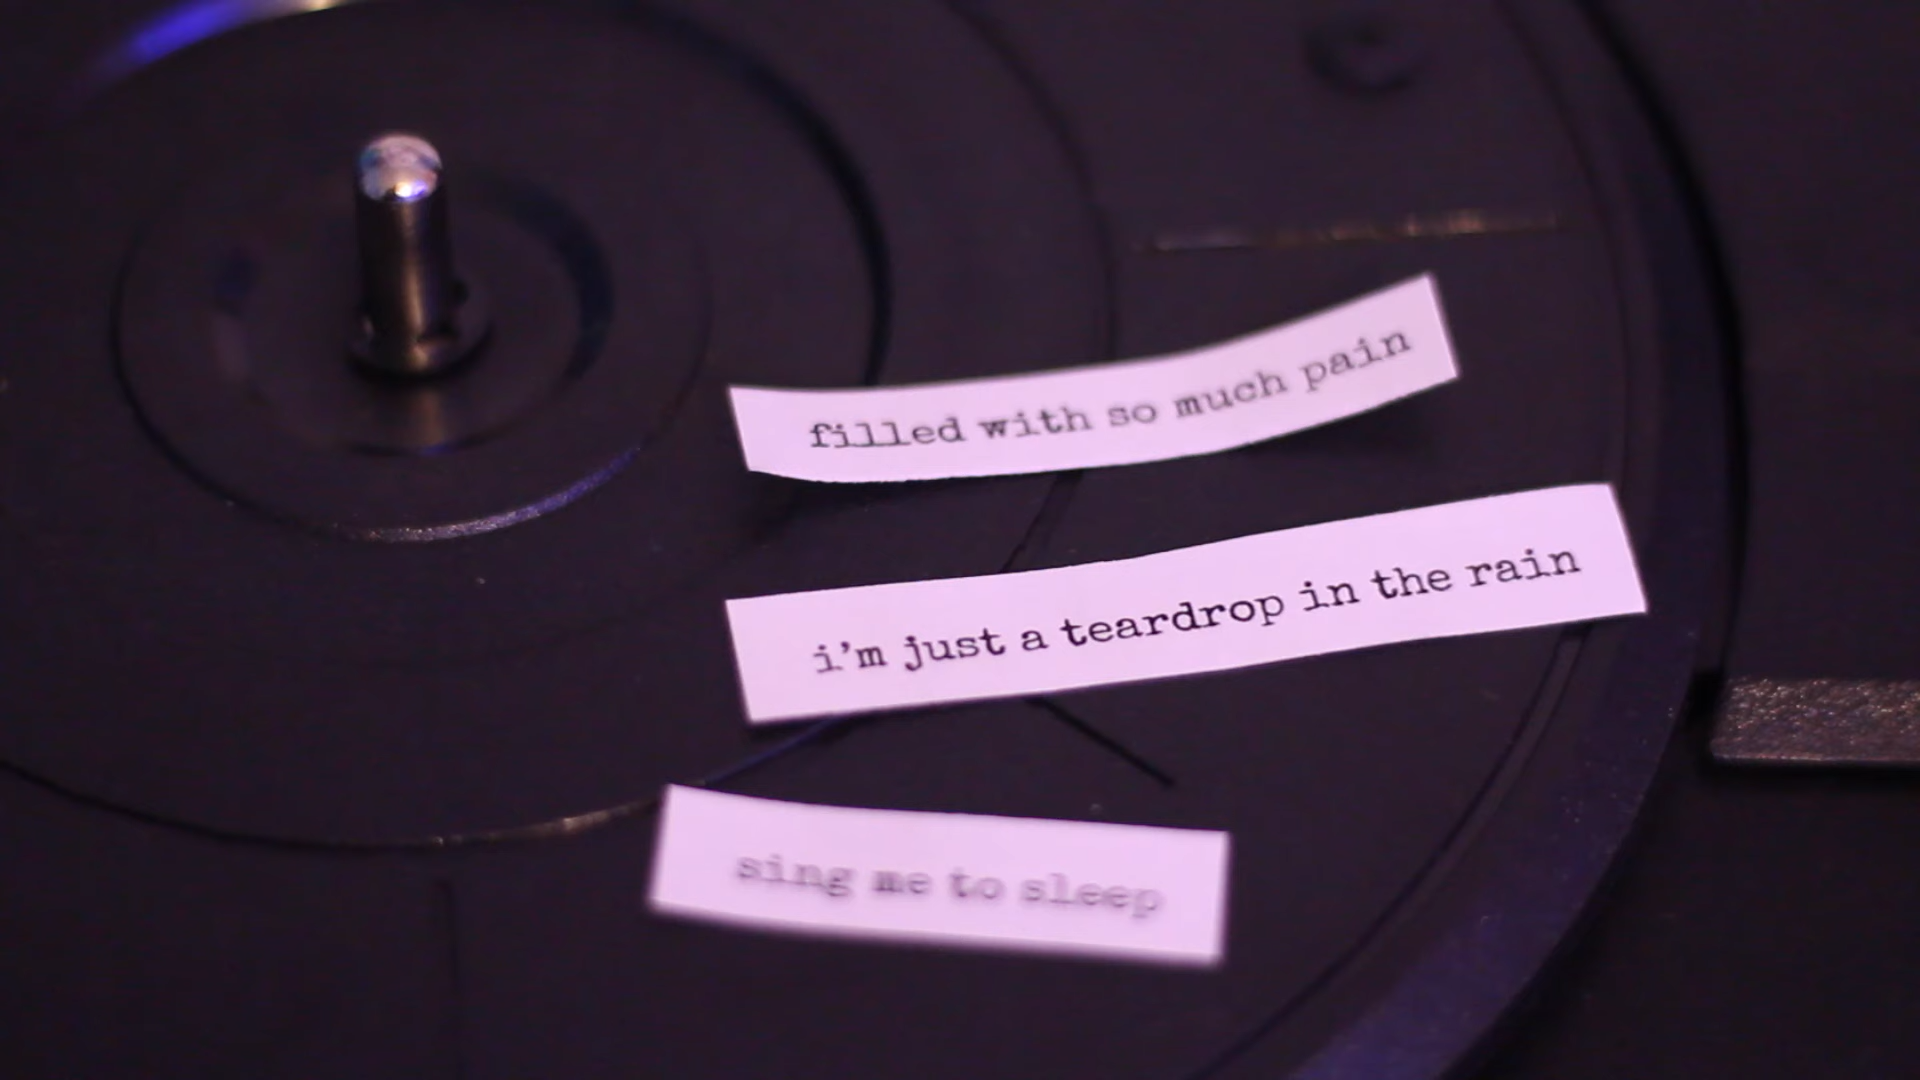 filled with so much pain
i'm just a teardrop in the rain
sing me to sleep